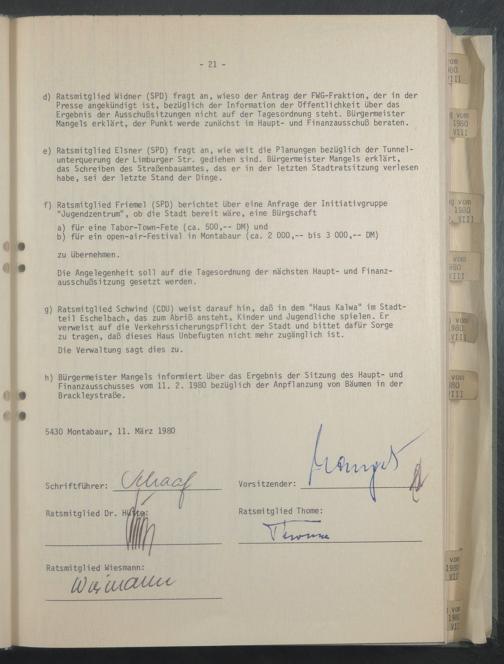 - 21 -
d) Ratsmitglied Widner (SPD) fragt an, wieso der Antrag der FWG-Fraktion, der in der
Presse angekündigt ist, bezüglich der Information der Öffentlichkeit über das
Ergebnis der Ausschußsitzungen nicht auf der Tagesordnung steht. Bürgermeister
Mangels erklärt, der Punkt werde zunächst im Haupt- und Finanzausschuß beraten.
e) Ratsmitglied Elsner (SPD) fragt an, wie weit die Planungen bezüglich der Tunnel-
unterquerung der Limburger Str. gediehen sind. Bürgermeister Mangels erklärt,
das Schreiben des Straßenbauamtes, das er in der letzten Stadtratsitzung verlesen
habe, sei der letzte Stand der Dinge.
f) Ratsmitglied Friemel (SPD) berichtet über eine Anfrage der Initiativgruppe
"Jugendzentrum", ob die Stadt bereit wäre, eine Bürgschaft
a) für eine Tabor-Town-Fete (ca. 500,-- DM) und
b) für ein open-air-Festival in Montabaur (ca. 2 000,-- bis 3 000,-- DM)
zu übernehmen.
Die Angelegenheit soll auf die Tagesordnung der nächsten Haupt- und Finanz-
ausschußsitzung gesetzt werden.
g) Ratsmitglied Schwind (CDU) weist darauf hin, daß in dem "Haus Kalwa" im Stadt-
teil Eschelbach, das zum Abriß ansteht, Kinder und Jugendliche spielen. Er
verweist auf die Verkehrssicherungspflicht der Stadt und bittet dafür Sorge
zu tragen, daß dieses Haus Unbefugten nicht mehr zugänglich ist.
Die Verwaltung sagt dies zu.
h) Bürgermeister Mangels informiert über das Ergebnis der Sitzung des Haupt- und
Finanzausschusses vom 11. 2. 1980 bezüglich der Anpflanzung von Bäumen in der
Brackleystraße.
5430 Montabaur, 11. März 1980
Schriftführer: Schaaf
Vorsitzender: Mangels
Ratsmitglied Dr.
Ratsmitglied Thome:
Thome
Ratsmitglied Wiesmann:
Wiesmann